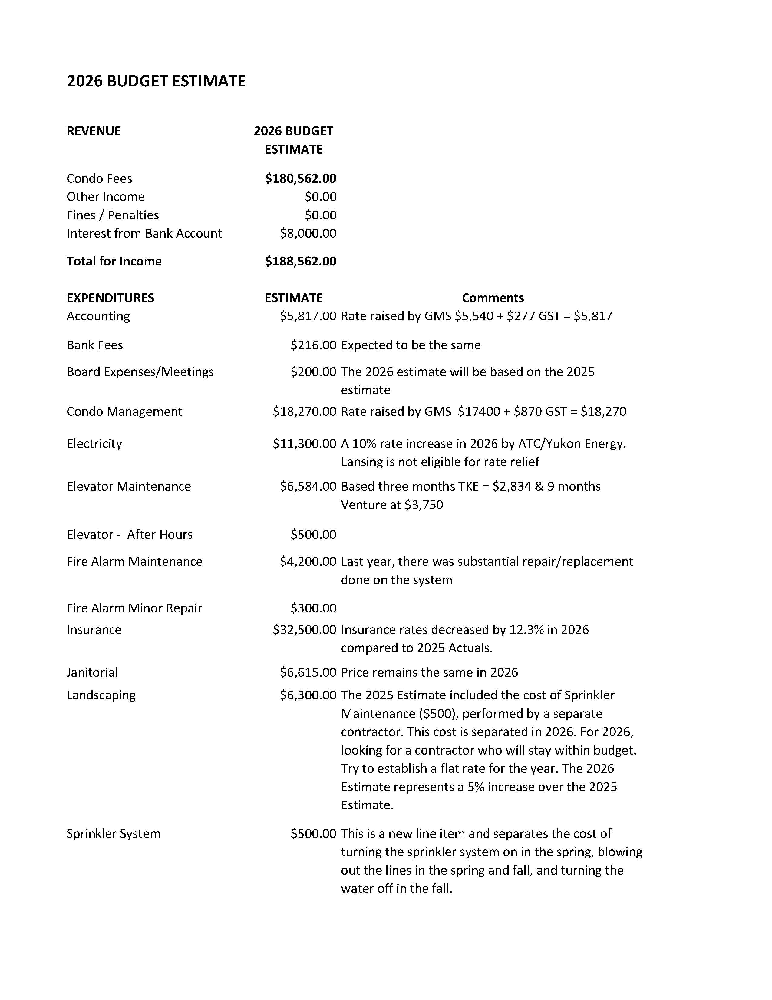 2026 BUDGET ESTIMATE
REVENUE 2026 BUDGET
ESTIMATE
Condo Fees $180,562.00
Other Income $0.00
Fines / Penalties $0.00
Interest from Bank Account $8,000.00
Total for Income $188,562.00
EXPENDITURES ESTIMATE Comments
Accounting $5,817.00 Rate raised by GMS $5,540 + $277 GST = $5,817
Bank Fees $216.00 Expected to be the same
Board Expenses/Meetings $200.00 The 2026 estimate will be based on the 2025
estimate
Condo Management $18,270.00 Rate raised by GMS  $17400 + $870 GST = $18,270
Electricity $11,300.00 A 10% rate increase in 2026 by ATC/Yukon Energy.
Lansing is not eligible for rate relief
Elevator Maintenance $6,584.00 Based three months TKE = $2,834 & 9 months
Venture at $3,750
Elevator -  After Hours $500.00
Fire Alarm Maintenance $4,200.00 Last year, there was substantial repair/replacement
done on the system
Fire Alarm Minor Repair $300.00
Insurance $32,500.00 Insurance rates decreased by 12.3% in 2026
compared to 2025 Actuals.
Janitorial $6,615.00 Price remains the same in 2026
Landscaping $6,300.00 The 2025 Estimate included the cost of Sprinkler
Maintenance ($500), performed by a separate
contractor. This cost is separated in 2026. For 2026,
looking for a contractor who will stay within budget.
Try to establish a flat rate for the year. The 2026
Estimate represents a 5% increase over the 2025
Estimate.
Sprinkler System $500.00 This is a new line item and separates the cost of
turning the sprinkler system on in the spring, blowing
out the lines in the spring and fall, and turning the
water off in the fall.